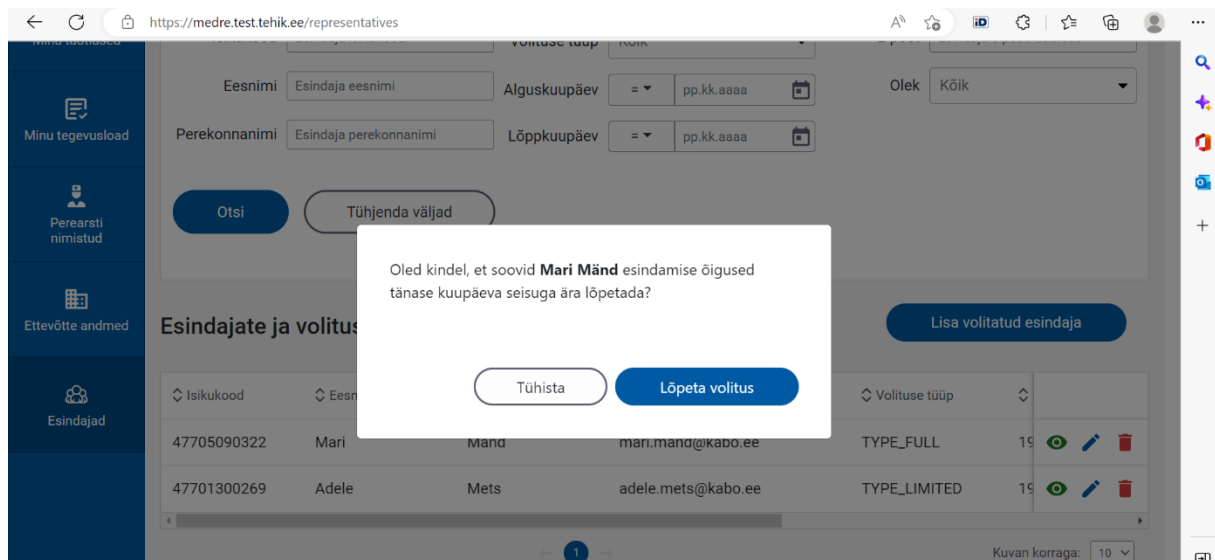 https://medre.test.tehik.ee/representatives
Minu taotlused
Volituse tüüp Kõik
Eesnimi Esindaja eesnimi Alguskuupäev = pp.kk.aaaa Olek Kõik
Minu tegevusload
Perekonnanimi Esindaja perekonnanimi Lõppkuupäev = pp.kk.aaaa
Otsi Tühjenda väljad
Perearsti
nimistud
Oled kindel, et soovid Mari Mänd esindamise õigused
tänase kuupäeva seisuga ära lõpetada?
Ettevõtte andmed
Esindajate ja
Lisa volitatud esindaja
Tühista Lõpeta volitus
Esindajad
Isikukood Volituse tüüp
47705090322 Mari Mänd mari.mand@kabo.ee TYPE_FULL 19
47701300269 Adele Mets adele.mets@kabo.ee TYPE_LIMITED 19
1
Kuvan korraga: 10